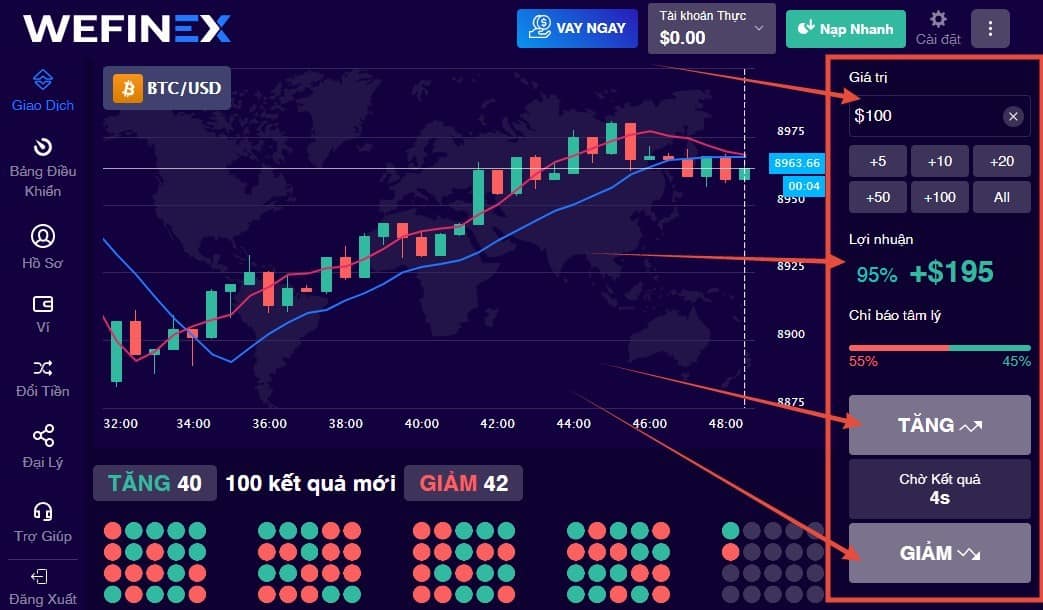 WEFINEX
VAY NGAY
Tài khoản Thực
$0.00
Nạp Nhanh
Cài đặt
Giao Dịch
Bảng Điều
Khiển
Hồ Sơ
Ví
Đổi Tiền
Đại Lý
Trợ Giúp
Đăng Xuất
BTC/USD
8975
8963.66
00:04
8950
8925
8900
8875
32:00 34:00 36:00 38:00 40:00 42:00 44:00 46:00 48:00
TĂNG 40 100 kết quả mới GIẢM 42
Giá trị
$100
+5 +10 +20
+50 +100 All
Lợi nhuận
95% +$195
Chỉ báo tâm lý
55% 45%
TĂNG
Chờ Kết quả
4s
GIẢM